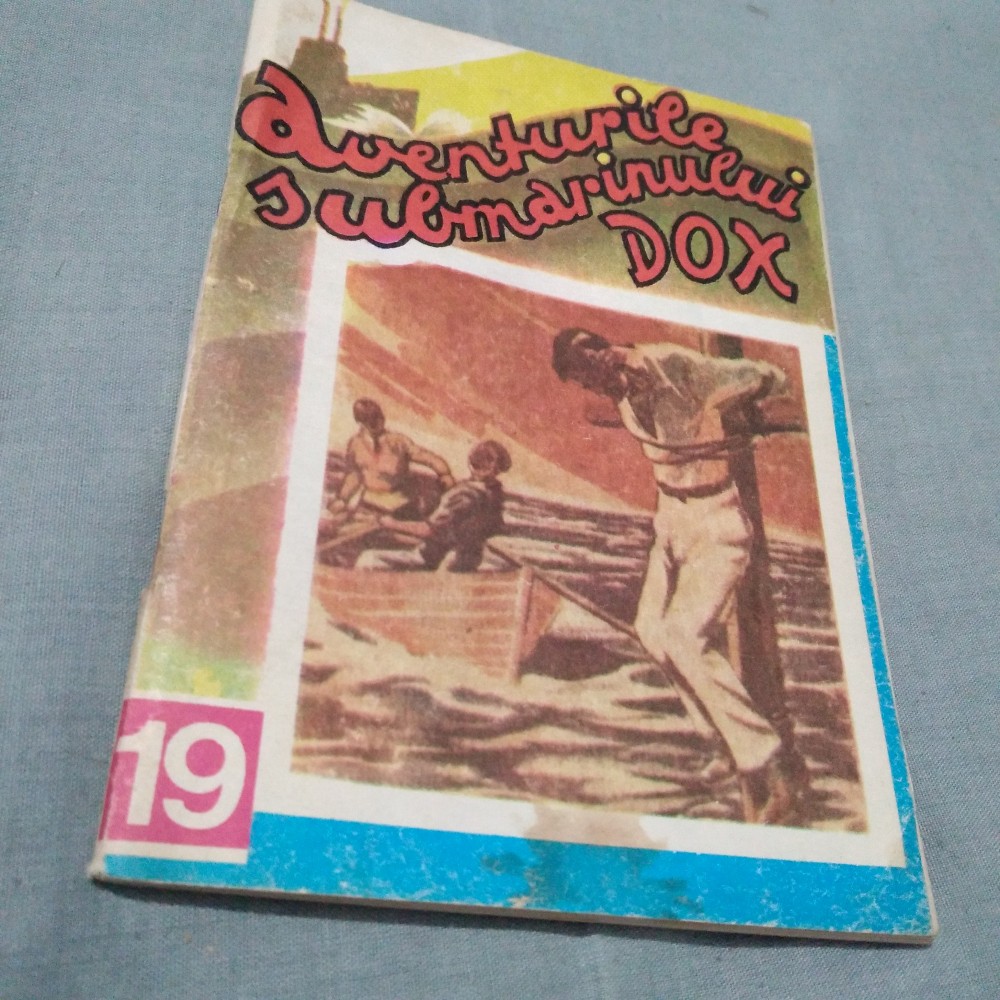 aventurile
submarinului
DOX
19